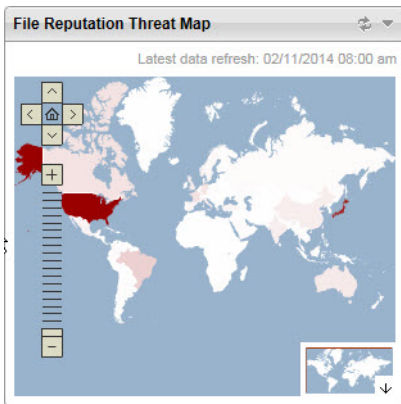 File Reputation Threat Map
Latest data refresh: 02/11/2014 08:00 am